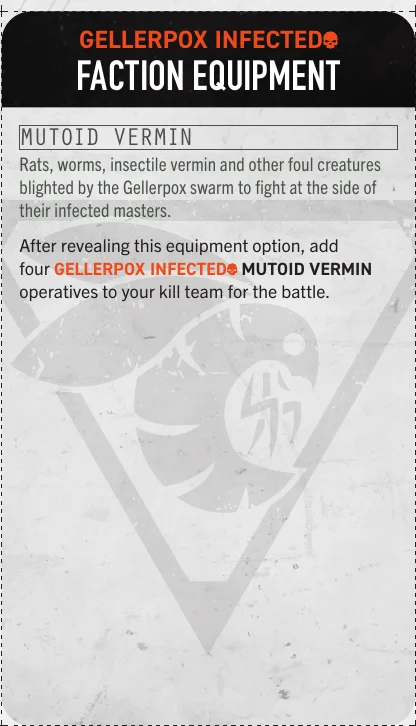 GELLERPOX INFECTED
FACTION EQUIPMENT
MUTOID VERMIN
Rats, worms, insectile vermin and other foul creatures
blighted by the Gellerpox swarm to fight at the side of
their infected masters.
After revealing this equipment option, add
four GELLERPOX INFECTED MUTOID VERMIN
operatives to your kill team for the battle.